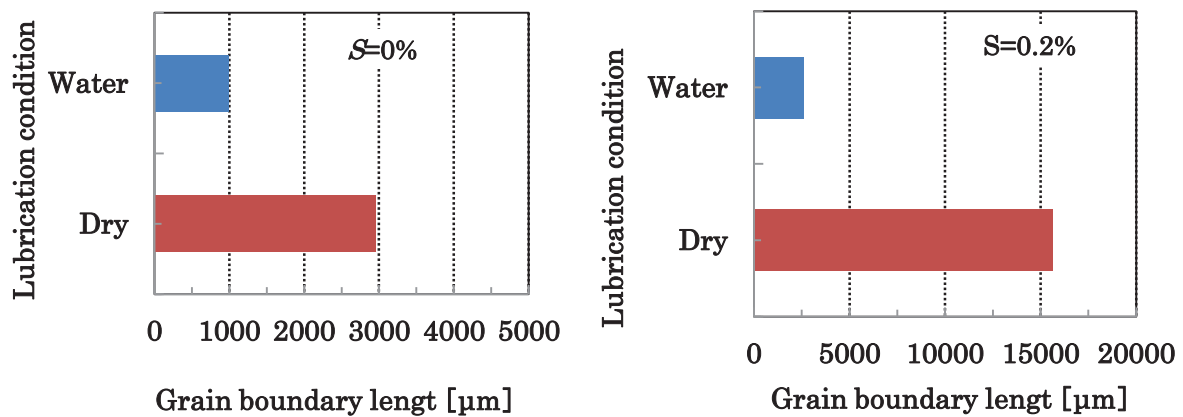 Lubrication condition
S=0%
Water
Dry
0 1000 2000 3000 4000 5000
Grain boundary lengt [µm]
Lubrication condition
S=0.2%
Water
Dry
0 5000 10000 15000 20000
Grain boundary lengt [µm]